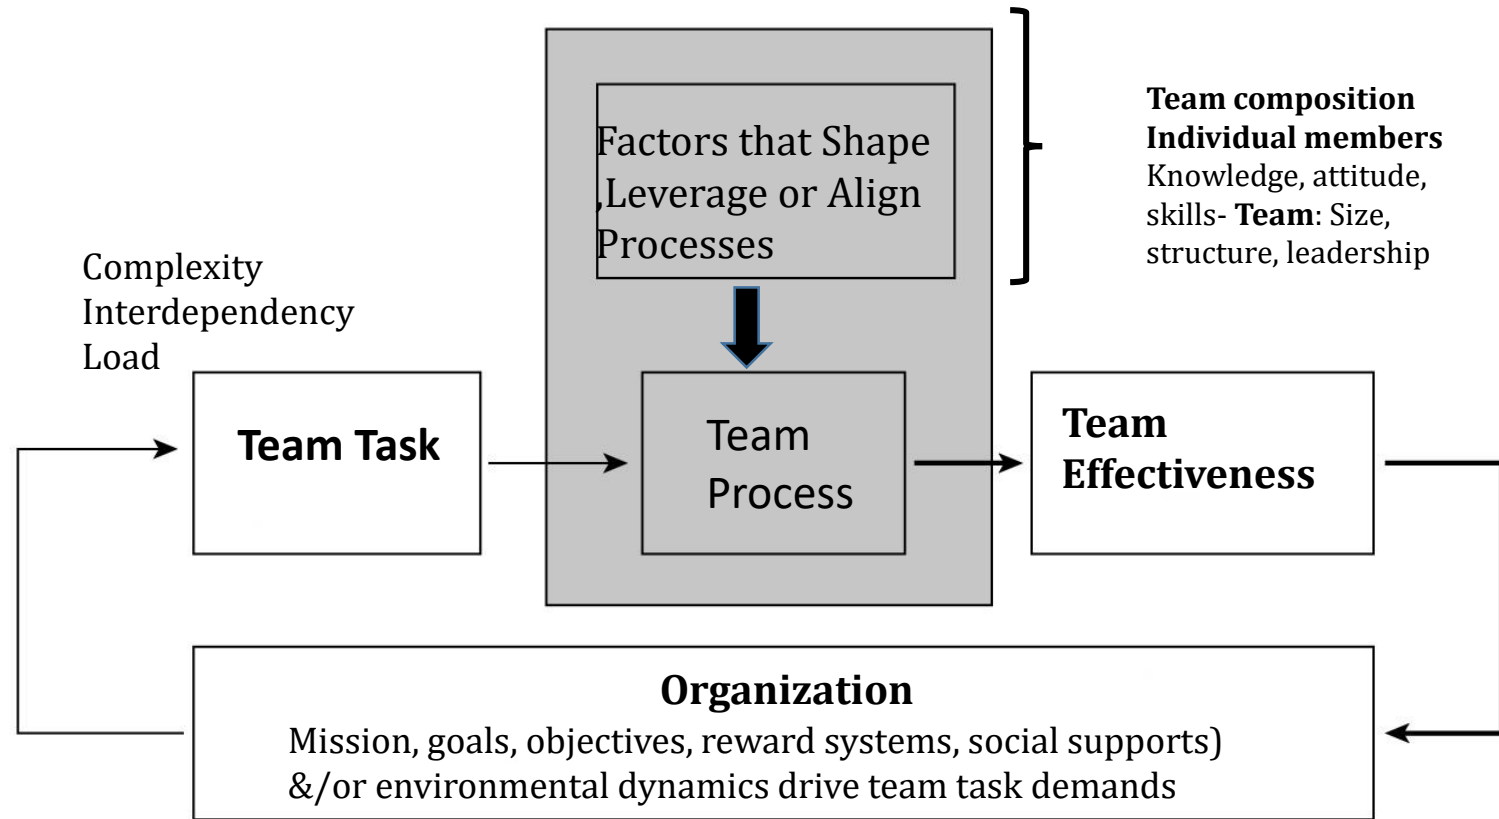 Team composition
Individual members
Knowledge, attitude,
skills- Team: Size,
structure, leadership
Factors that Shape
,Leverage or Align
Processes
Complexity
Interdependency
Load
Team Task
Team
Process
Team
Effectiveness
Organization
Mission, goals, objectives, reward systems, social supports)
&/or environmental dynamics drive team task demands